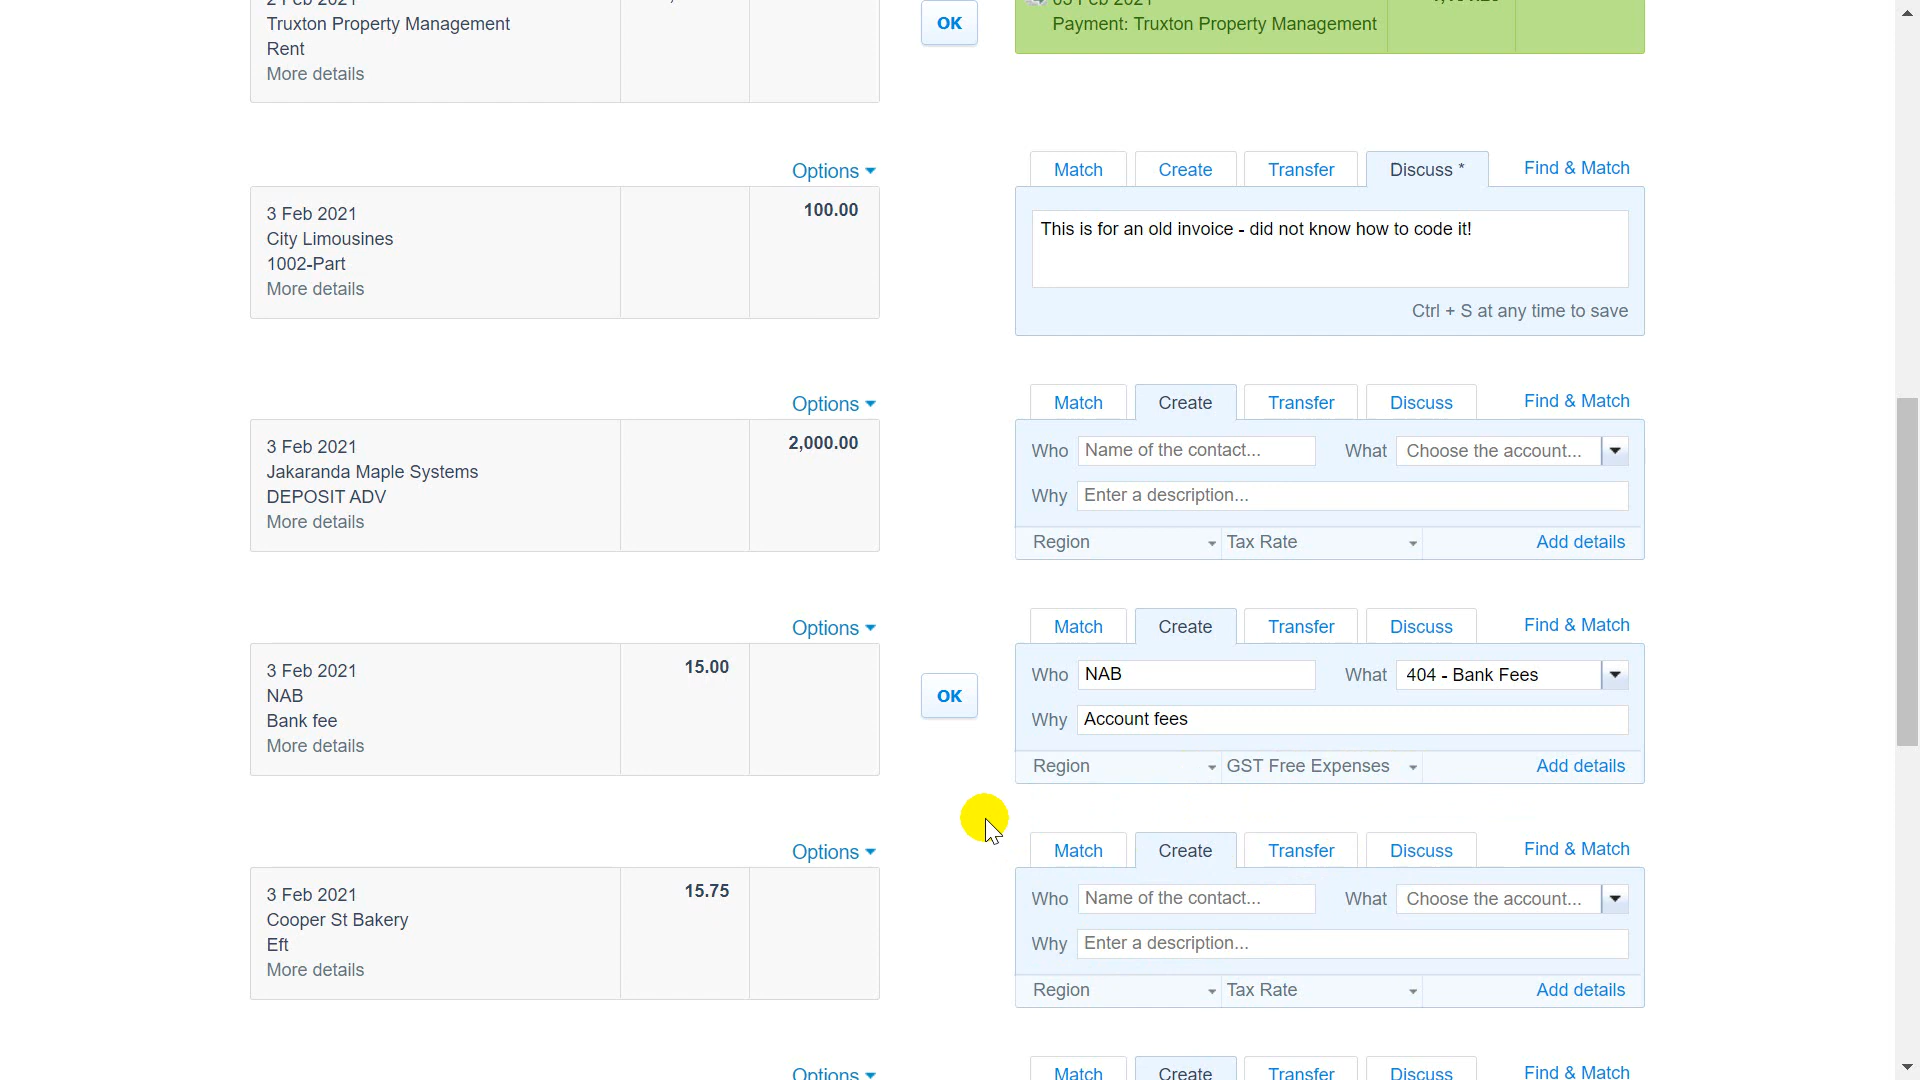 Truxton Property Management
Rent
More details
OK
Payment: Truxton Property Management
Options
3 Feb 2021
City Limousines
1002-Part
More details
100.00
Match Create Transfer Discuss * Find & Match
This is for an old invoice - did not know how to code it!
Ctrl + S at any time to save
Options
3 Feb 2021
Jakaranda Maple Systems
DEPOSIT ADV
More details
2,000.00
Match Create Transfer Discuss Find & Match
Who Name of the contact... What Choose the account...
Why Enter a description...
Region Tax Rate Add details
Options
3 Feb 2021
NAB
Bank fee
More details
15.00
OK
Match Create Transfer Discuss Find & Match
Who NAB What 404 - Bank Fees
Why Account fees
Region GST Free Expenses Add details
Options
3 Feb 2021
Cooper St Bakery
Eft
More details
15.75
Match Create Transfer Discuss Find & Match
Who Name of the contact... What Choose the account...
Why Enter a description...
Region Tax Rate Add details
Options
Match Create Transfer Discuss Find & Match